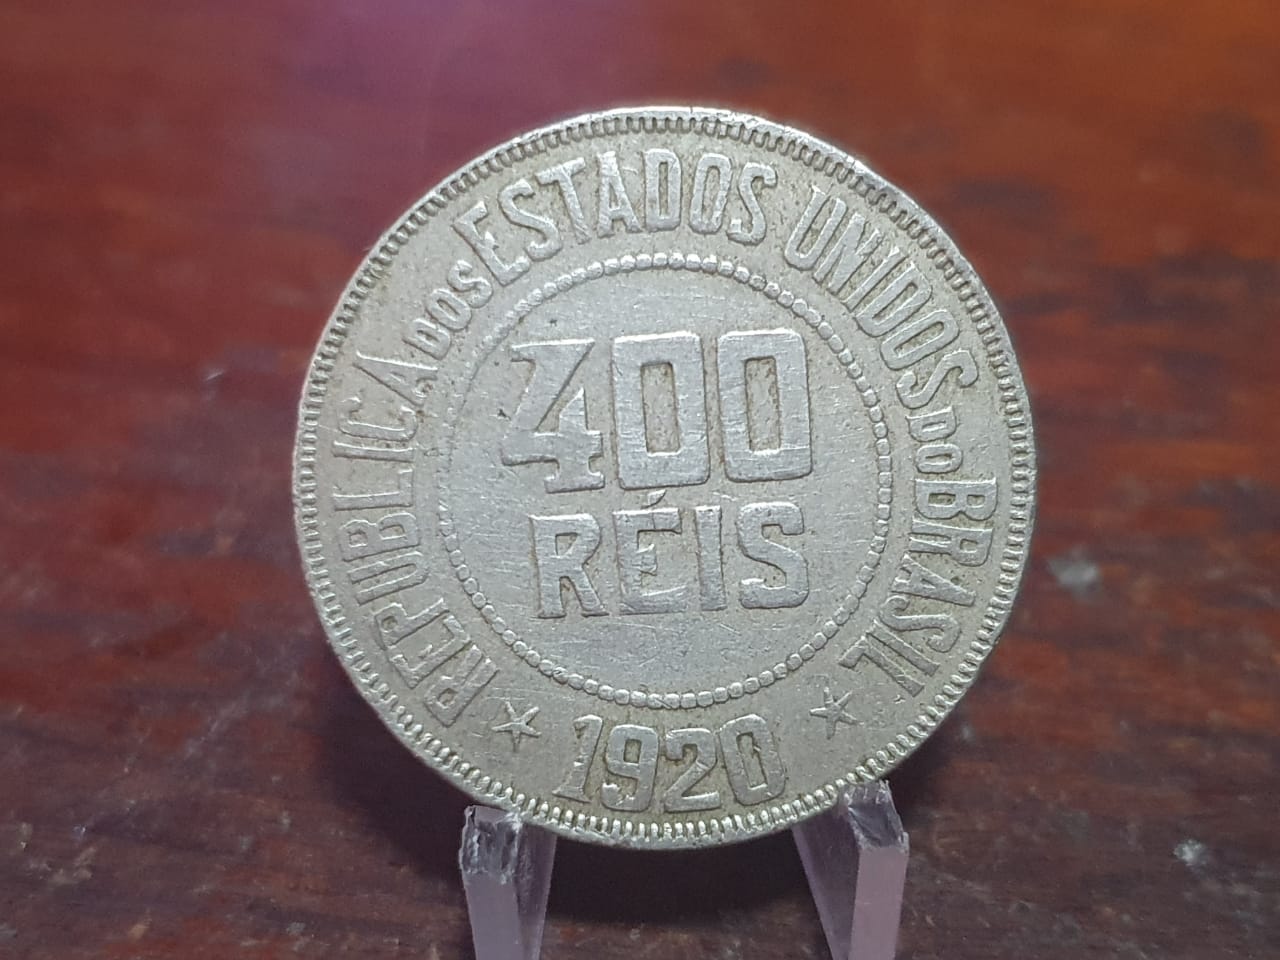 REPUBLICA DOS ESTADOS UNIDOS DO BRASIL
400
RÉIS
1920